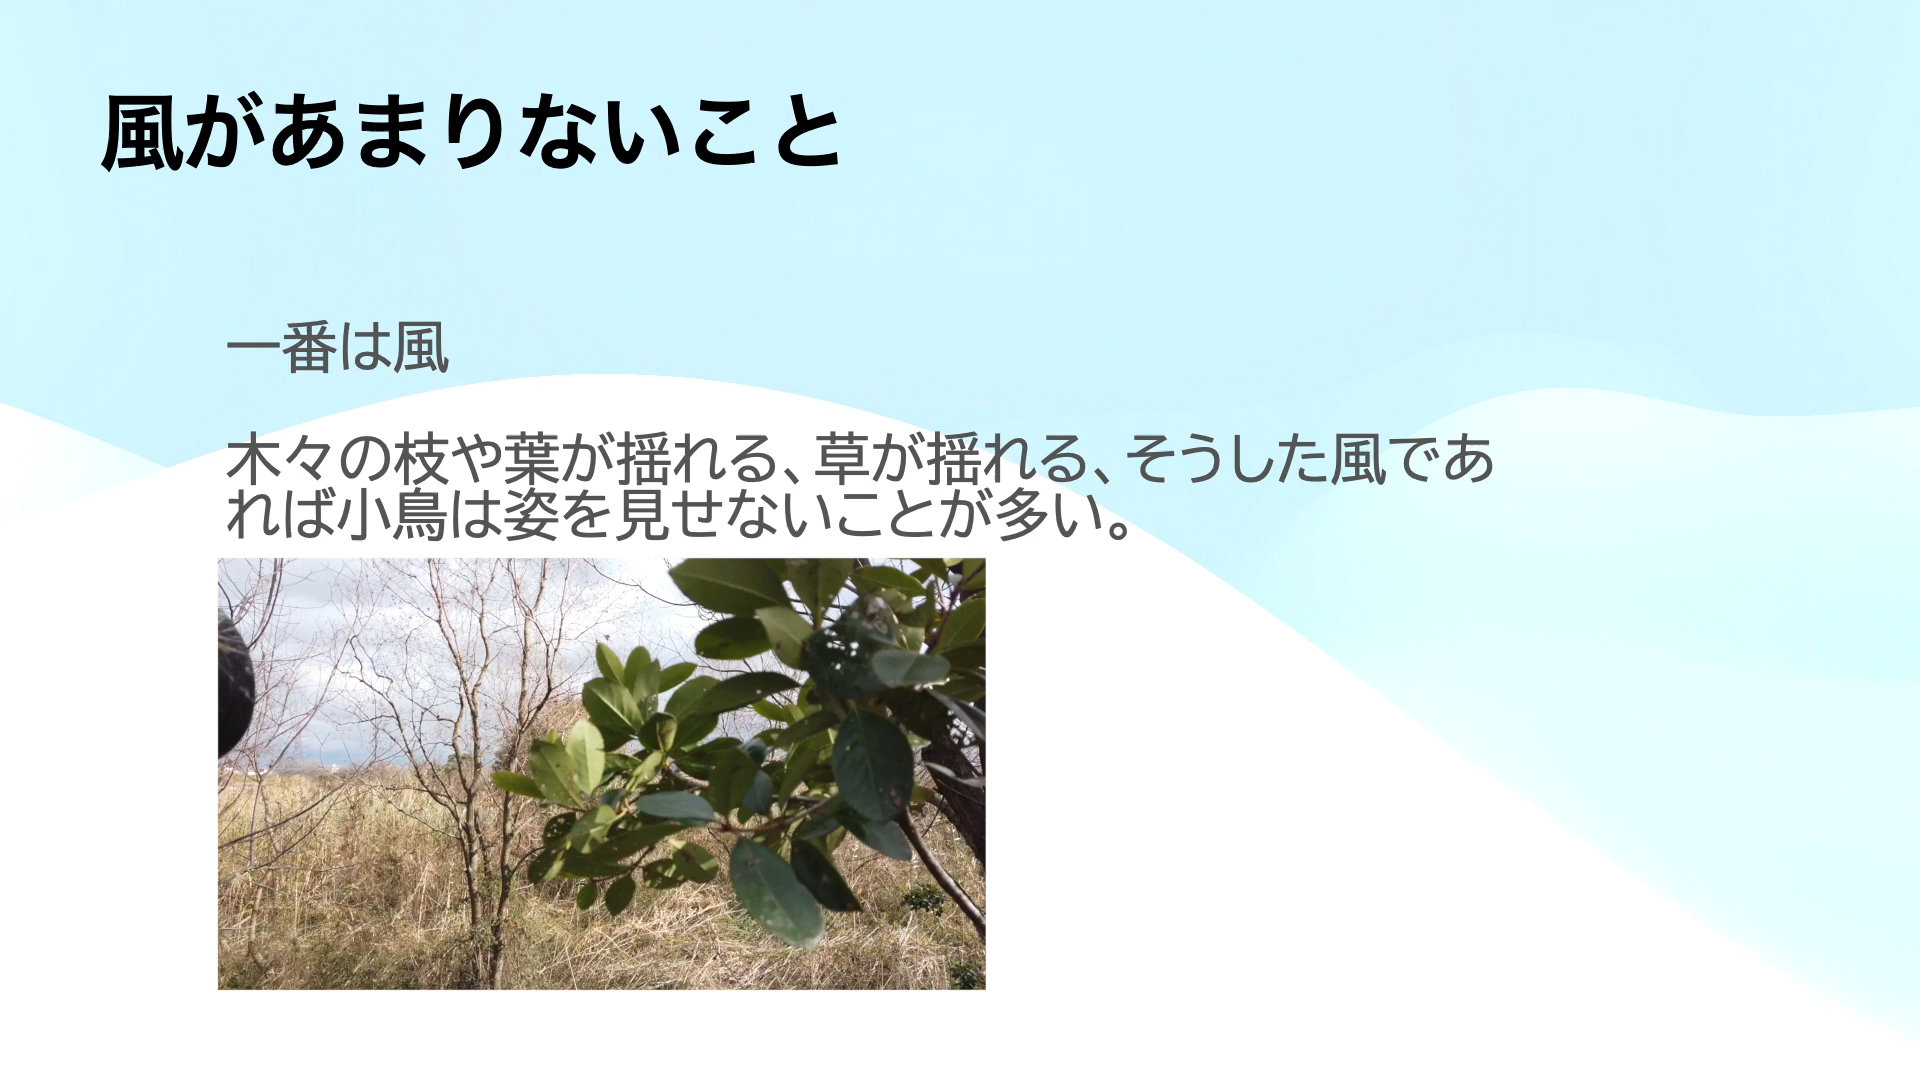 風があまりないこと
一番は風
木々の枝や葉が揺れる、草が揺れる、そうした風であ
れば小鳥は姿を見せないことが多い。